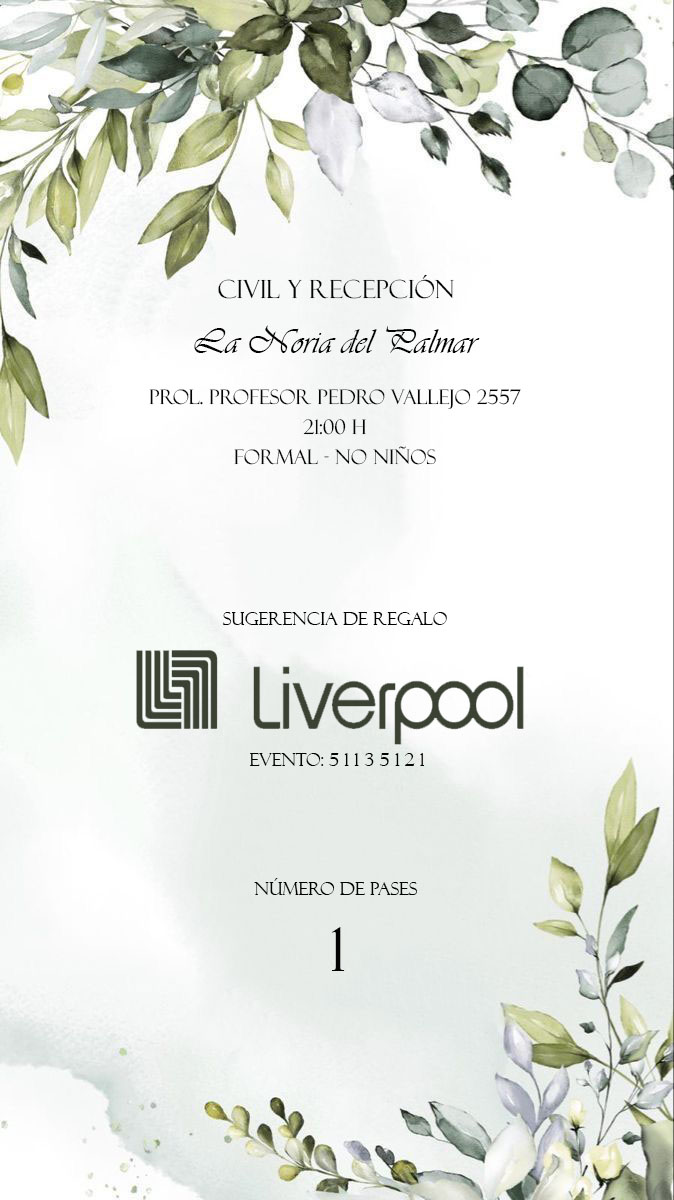 CIVIL Y RECEPCIÓN
La Noria del Palmar
PROL. PROFESOR PEDRO VALLEJO 2557
21:00 H
FORMAL - NO NIÑOS
SUGERENCIA DE REGALO
Liverpool
EVENTO: 51135121
NÚMERO DE PASES
1